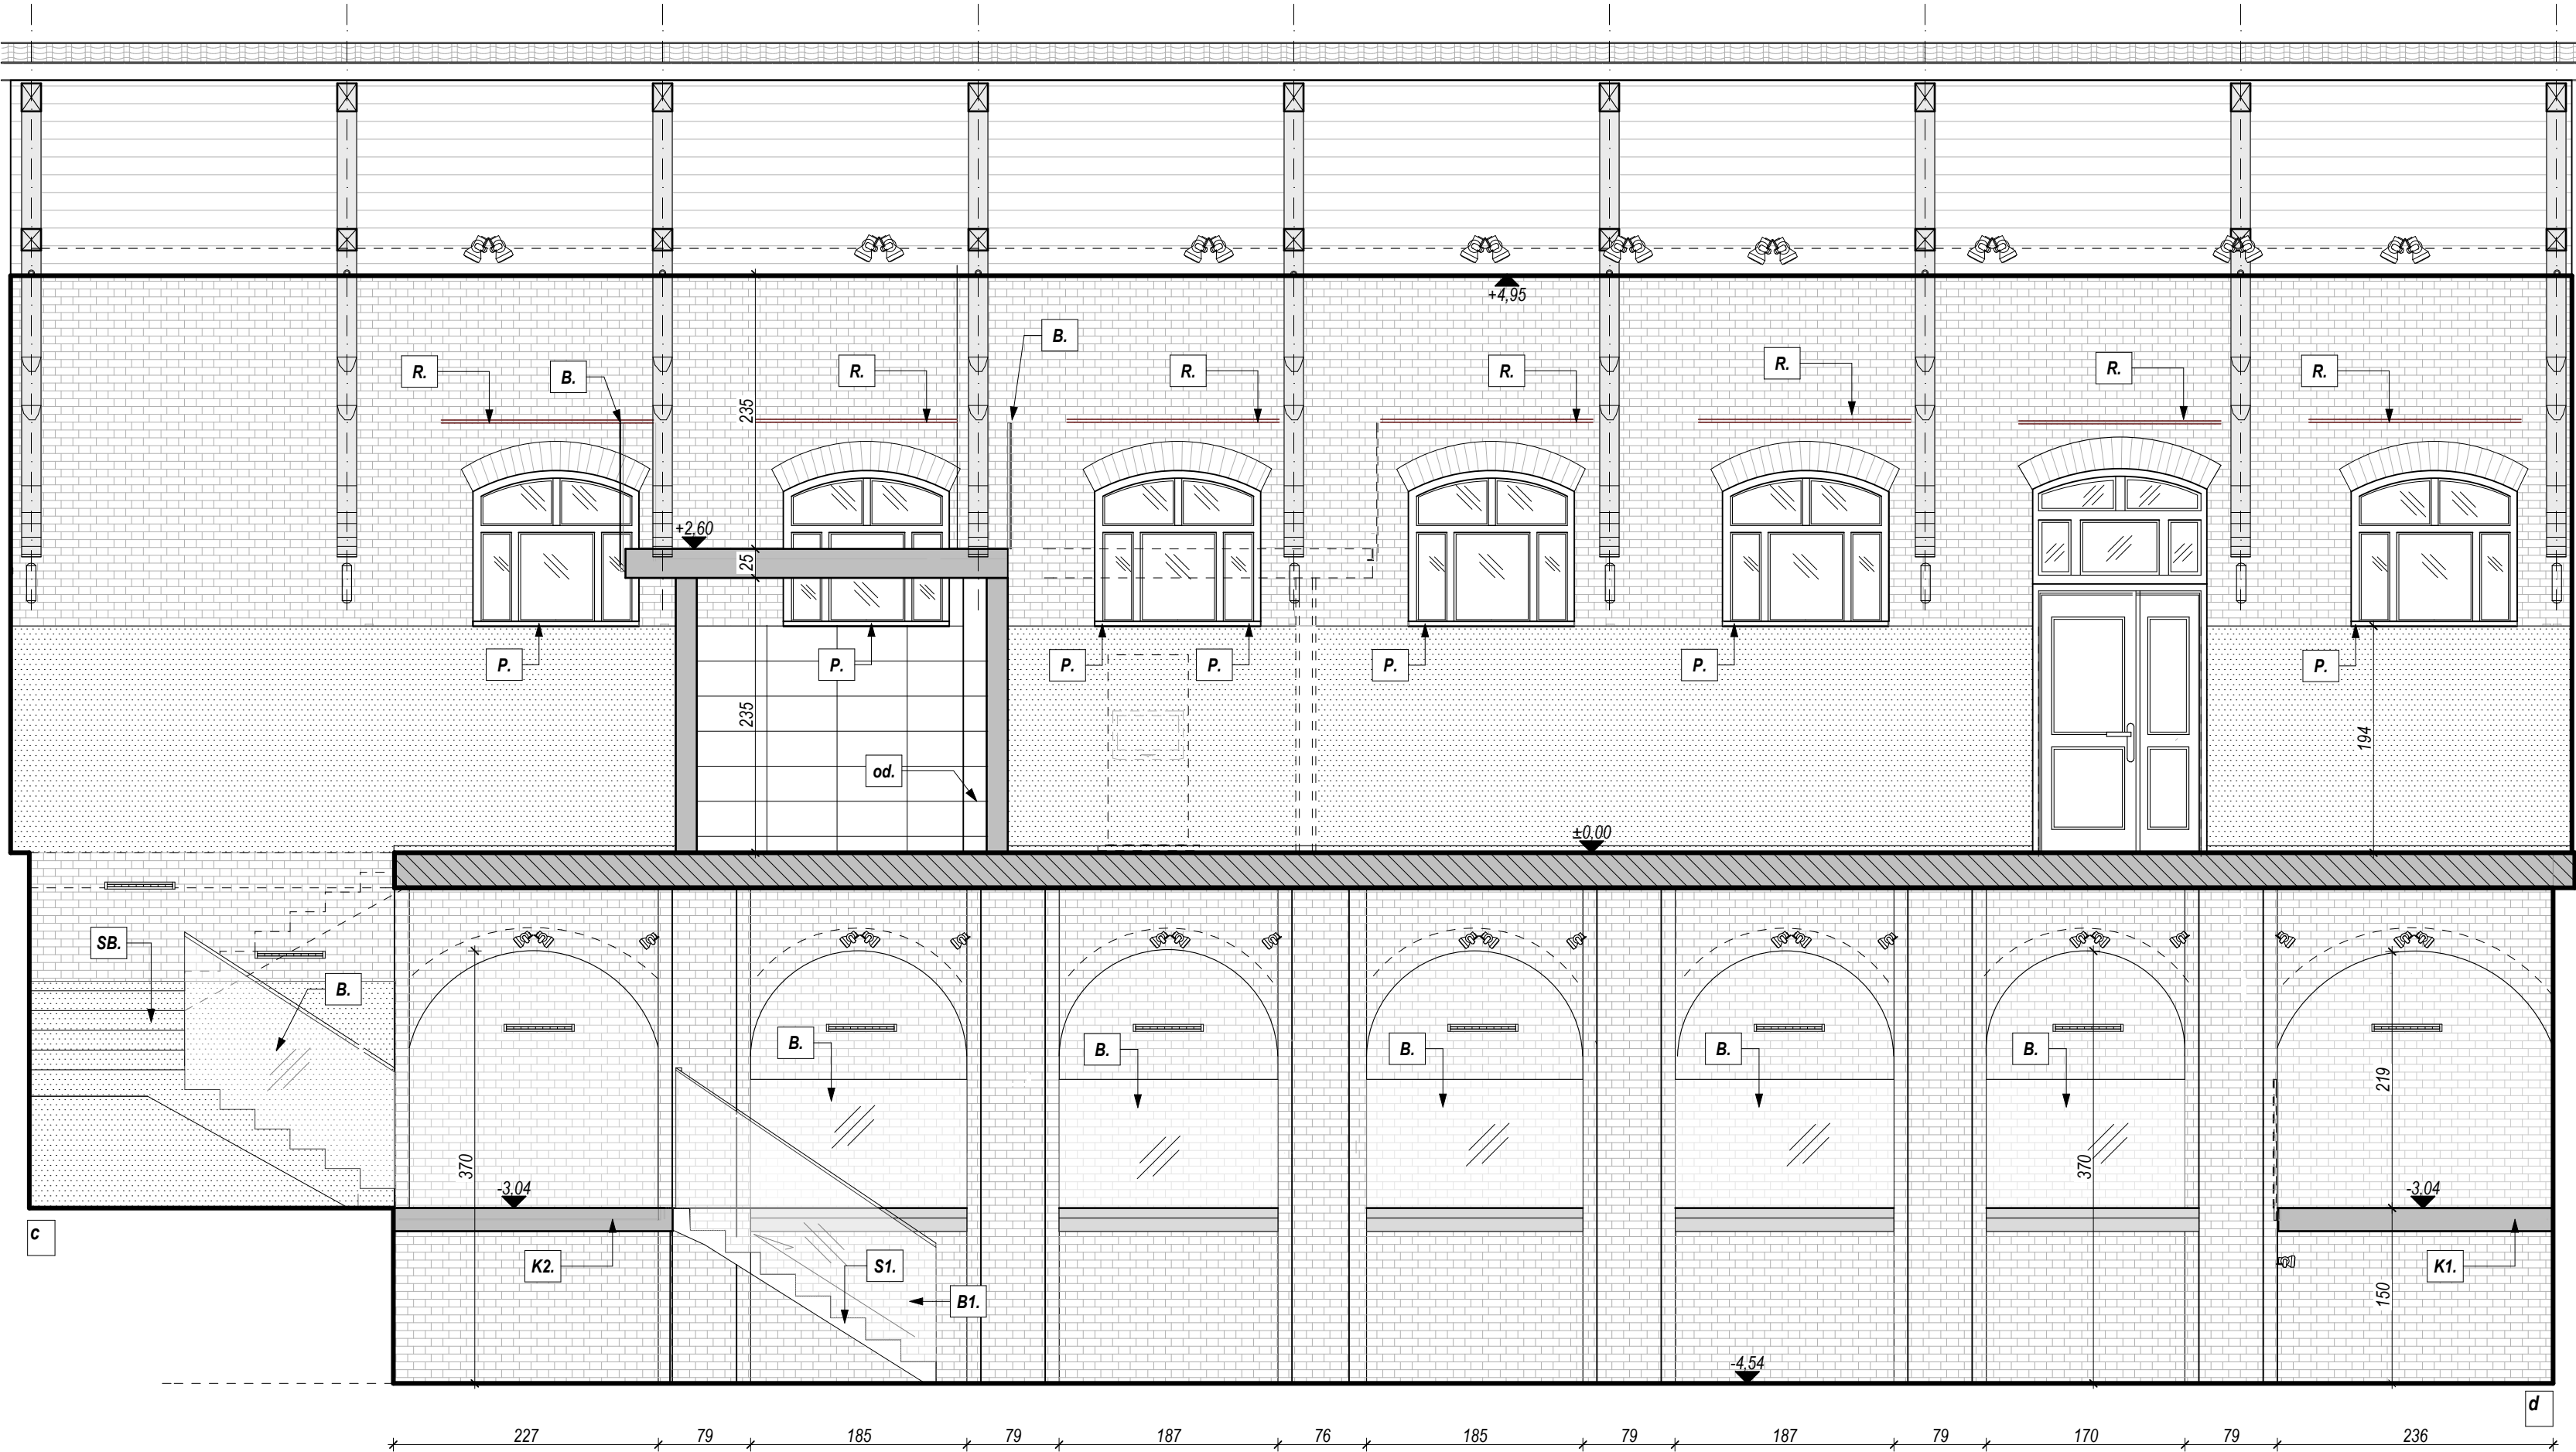 +4,95
B.
R.
B.
R.
R.
R.
R.
R.
R.
235
+2,60
25
P.
P.
P.
P.
P.
P.
P.
235
194
od.
±0,00
SB.
B.
B.
B.
B.
B.
B.
219
370
370
-3.04
-3.04
c
K2.
S1.
K1.
B1.
150
-4,54
d
227
79
185
79
187
76
185
79
187
79
170
79
236